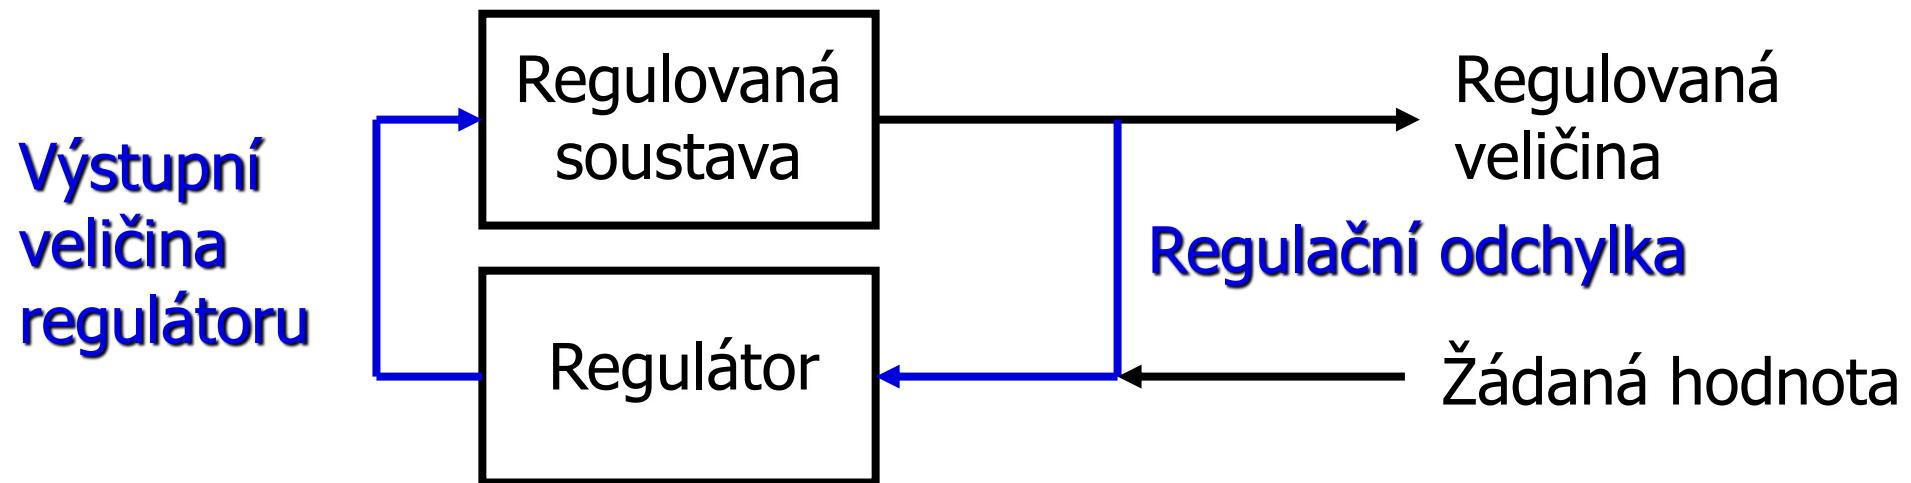 Regulovaná
soustava
Regulovaná
veličina
Výstupní
veličina
regulátoru
Regulační odchylka
Regulátor
Žádaná hodnota